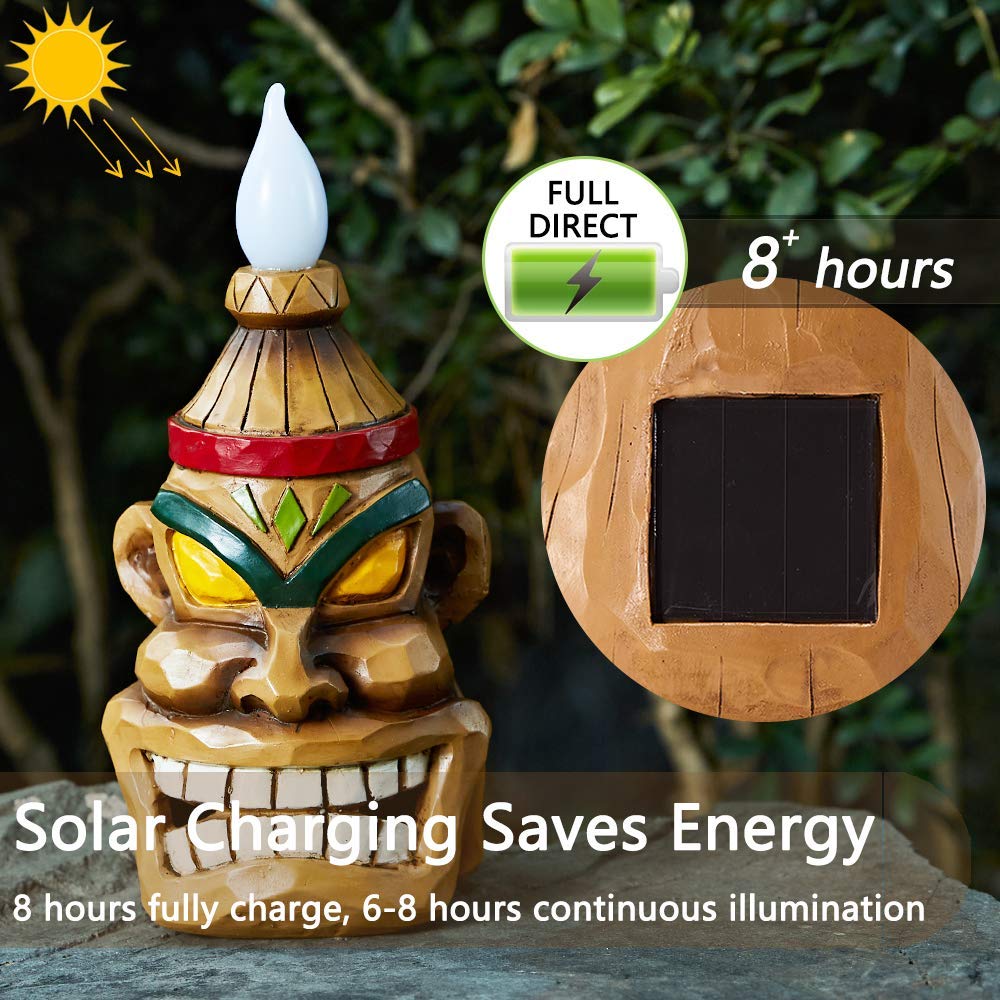 FULL
DIRECT
8+ hours
Solar Charging Saves Energy
8 hours fully charge, 6-8 hours continuous illumination